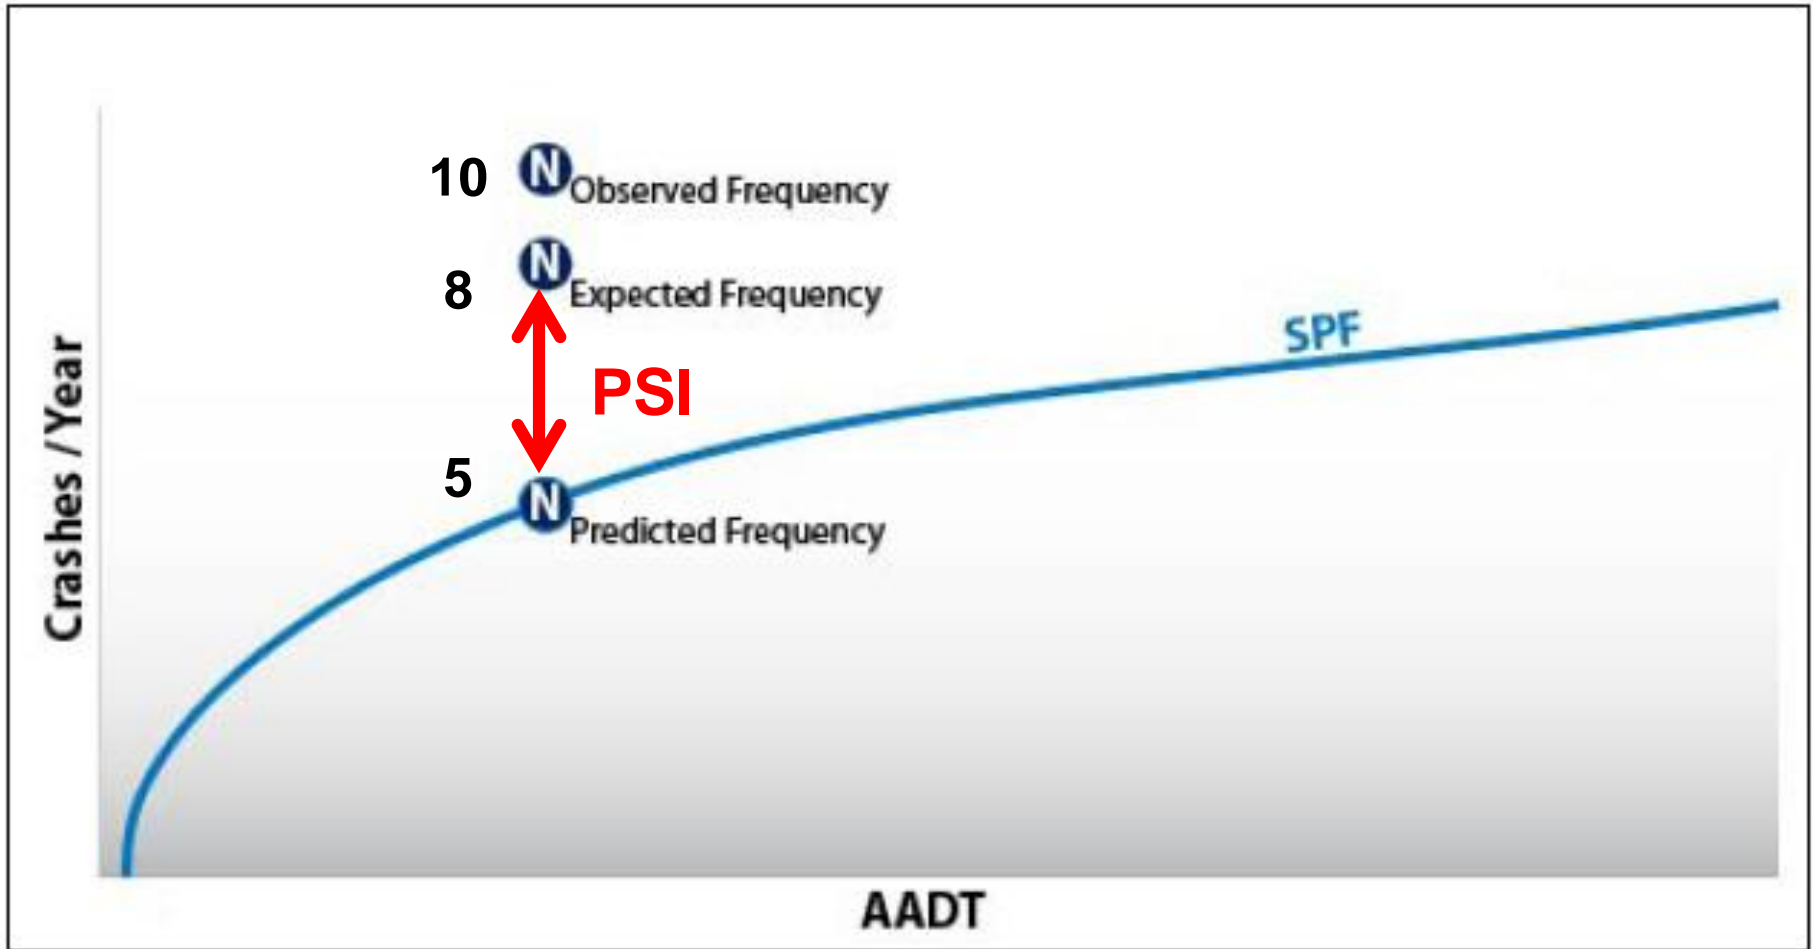 10 N Observed Frequency
8 N Expected Frequency
PSI
SPF
5 N Predicted Frequency
Crashes /Year
AADT